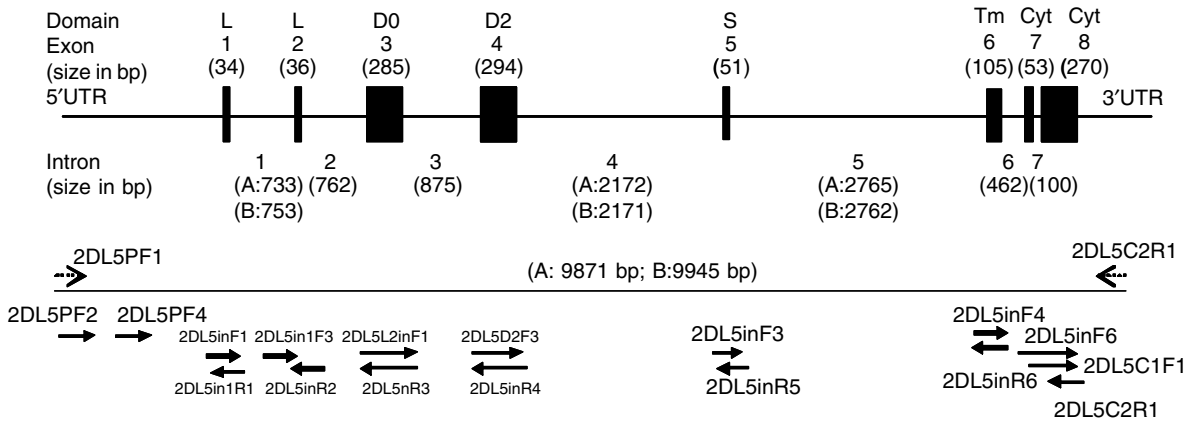 Domain L L D0 D2 S Tm Cyt Cyt
Exon 1 2 3 4 5 6 7 8
(size in bp) (34) (36) (285) (294) (51) (105) (53) (270)
5′UTR 3′UTR
Intron 1 2 3 4 5 6 7
(size in bp) (A:733) (762) (875) (A:2172) (A:2765) (462) (100)
(B:753) (B:2171) (B:2762)
2DL5PF1 (A: 9871 bp; B:9945 bp) 2DL5C2R1
2DL5PF2 2DL5PF4 2DL5inF4
2DL5inF1 2DL5in1F3 2DL5L2inF1 2DL5D2F3 2DL5inF3 2DL5inF6
2DL5in1R1 2DL5inR2 2DL5nR3 2DL5inR4 2DL5inR5 2DL5inR6 2DL5C1F1
2DL5C2R1